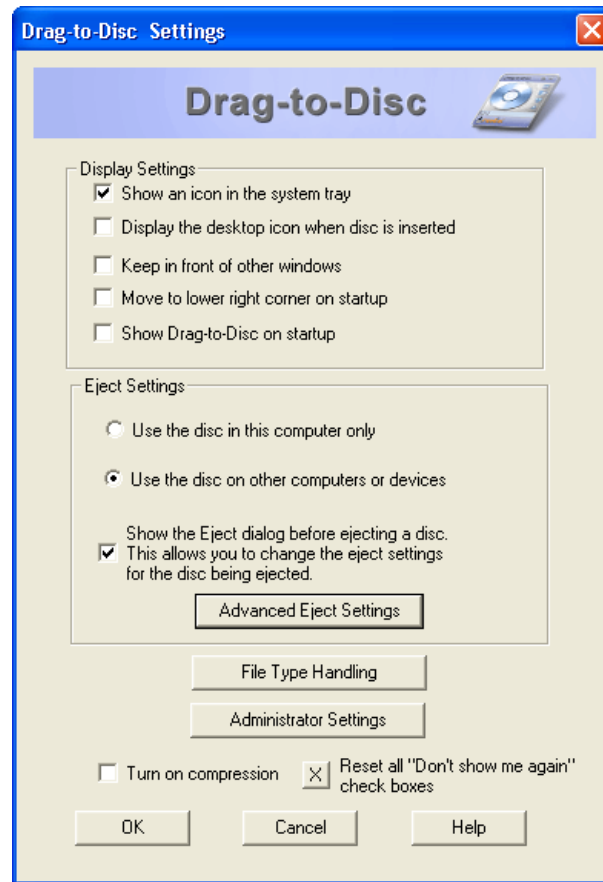 Drag-to-Disc Settings
Drag-to-Disc
Display Settings
Show an icon in the system tray
Display the desktop icon when disc is inserted
Keep in front of other windows
Move to lower right corner on startup
Show Drag-to-Disc on startup
Eject Settings
Use the disc in this computer only
Use the disc on other computers or devices
Show the Eject dialog before ejecting a disc.
This allows you to change the eject settings
for the disc being ejected.
Advanced Eject Settings
File Type Handling
Administrator Settings
Turn on compression
X
Reset all "Don't show me again"
check boxes
OK
Cancel
Help